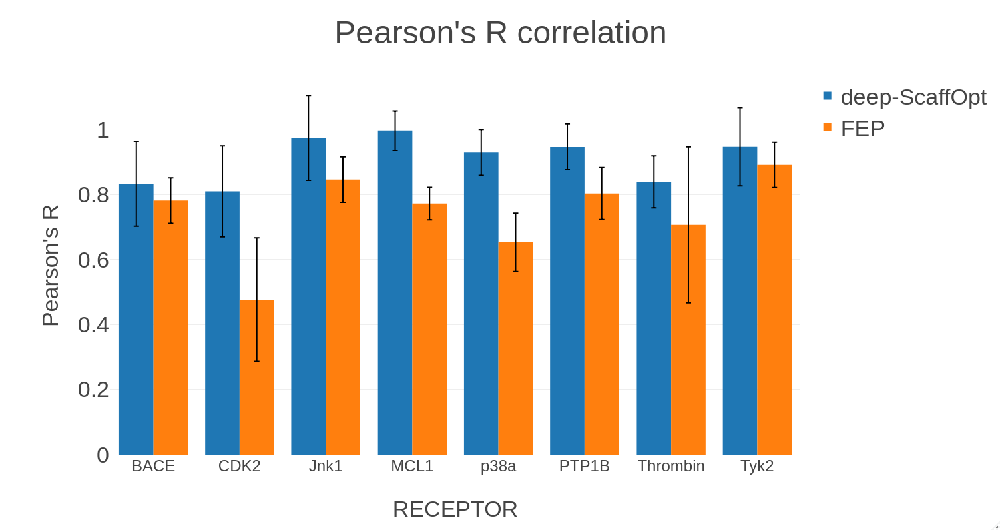 Pearson's R correlation
deep-ScaffOpt
FEP
Pearson's R
1
0.8
0.6
0.4
0.2
0
BACE CDK2 Jnk1 MCL1 p38a PTP1B Thrombin Tyk2
RECEPTOR